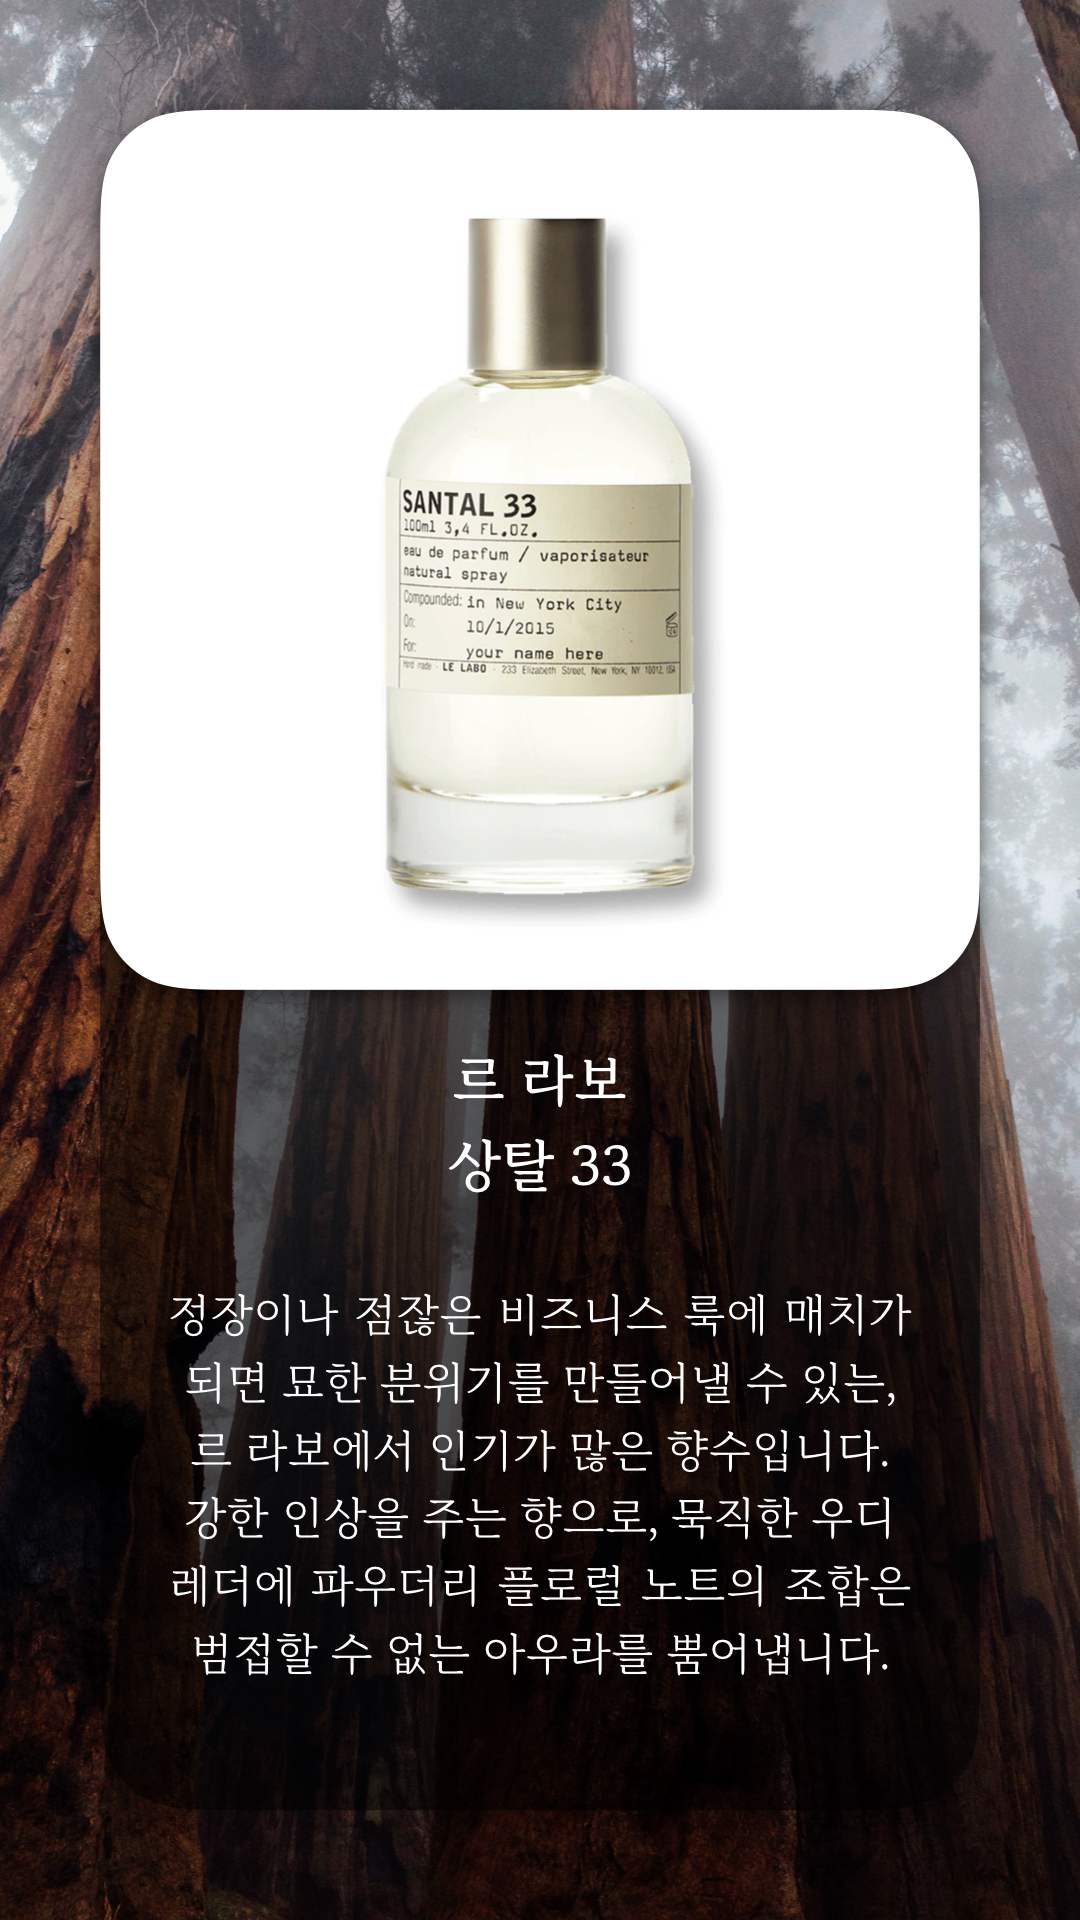 SANTAL 33
100ml 3,4 FL.OZ.
eau de parfum / vaporisateur
natural spray
Compounded: in New York City
On: 10/1/2015
For: your name here
Hand made - LE LABO - 233 Elizabeth Street, New York, NY 10012, USA
르 라보
상탈 33
정장이나 점잖은 비즈니스 룩에 매치가
되면 묘한 분위기를 만들어낼 수 있는,
르 라보에서 인기가 많은 향수입니다.
강한 인상을 주는 향으로, 묵직한 우디
레더에 파우더리 플로럴 노트의 조합은
범접할 수 없는 아우라를 뿜어냅니다.